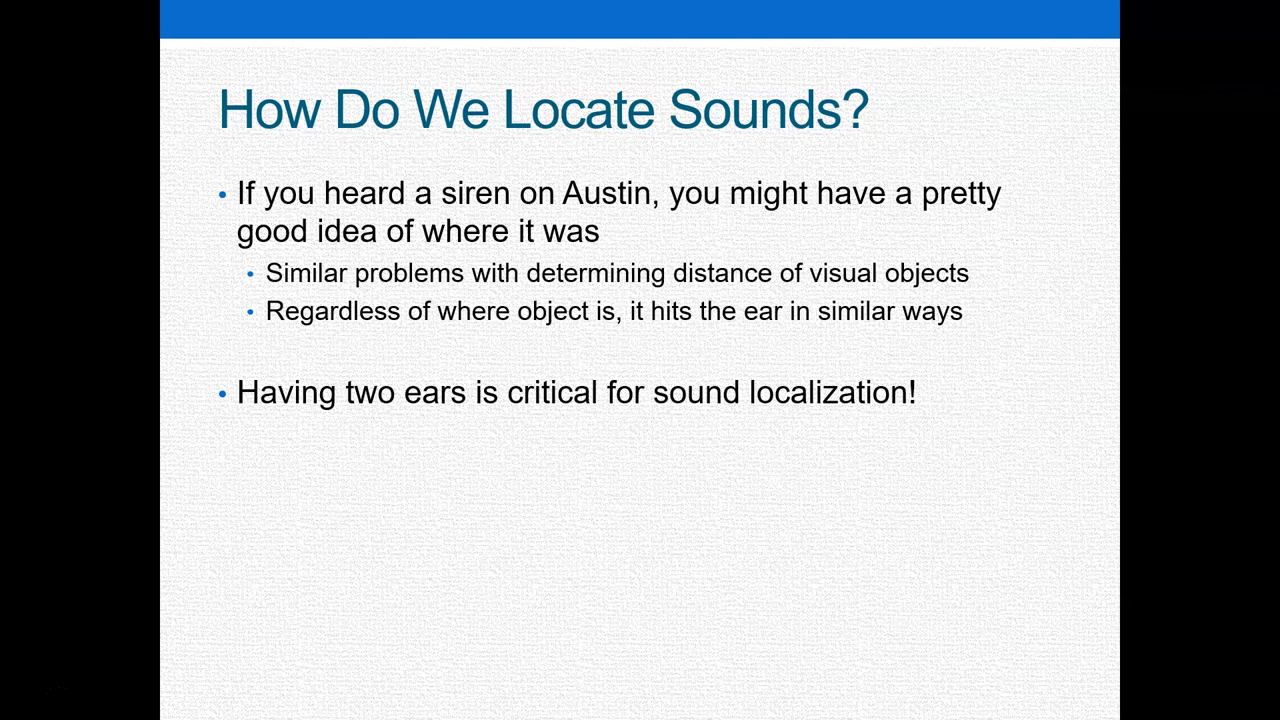 How Do We Locate Sounds?
• If you heard a siren on Austin, you might have a pretty
good idea of where it was
• Similar problems with determining distance of visual objects
• Regardless of where object is, it hits the ear in similar ways
• Having two ears is critical for sound localization!